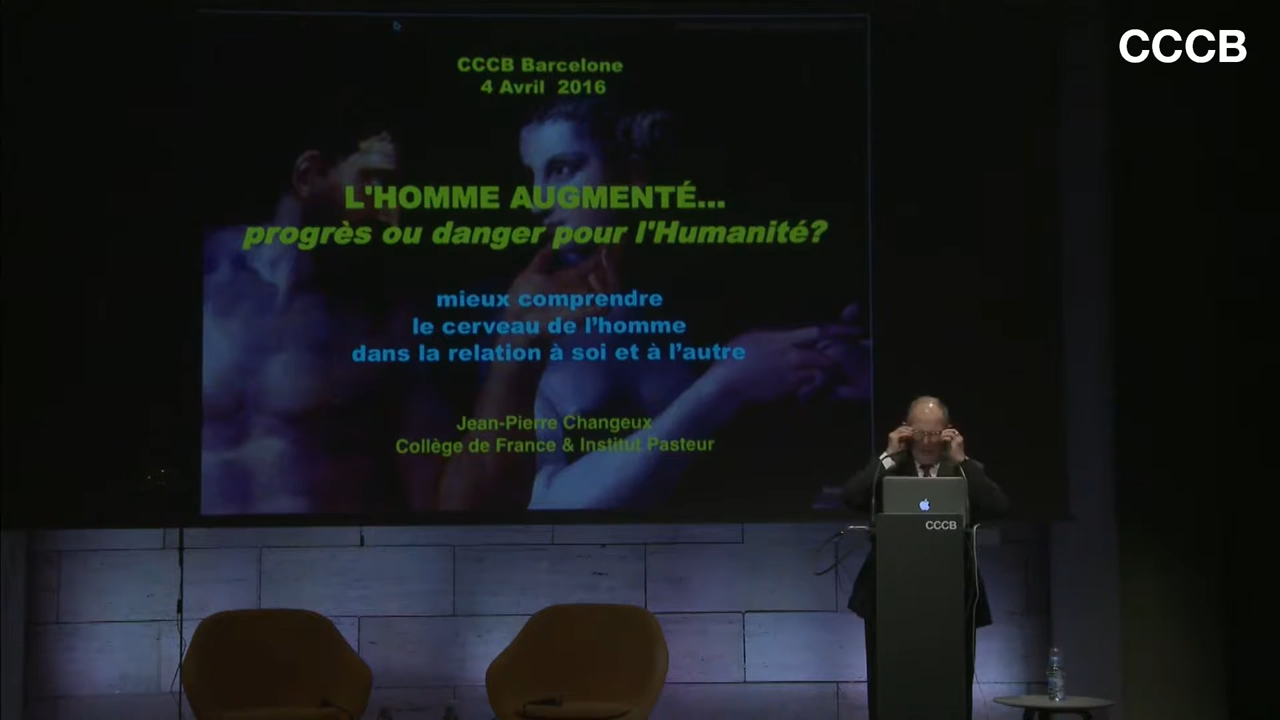 CCCB
CCCB Barcelone
4 Avril 2016
L'HOMME AUGMENTÉ...
progrès ou danger pour l'Humanité?
mieux comprendre
le cerveau de l'homme
dans la relation à soi et à l'autre
Jean-Pierre Changeux
Collège de France & Institut Pasteur
CCCB